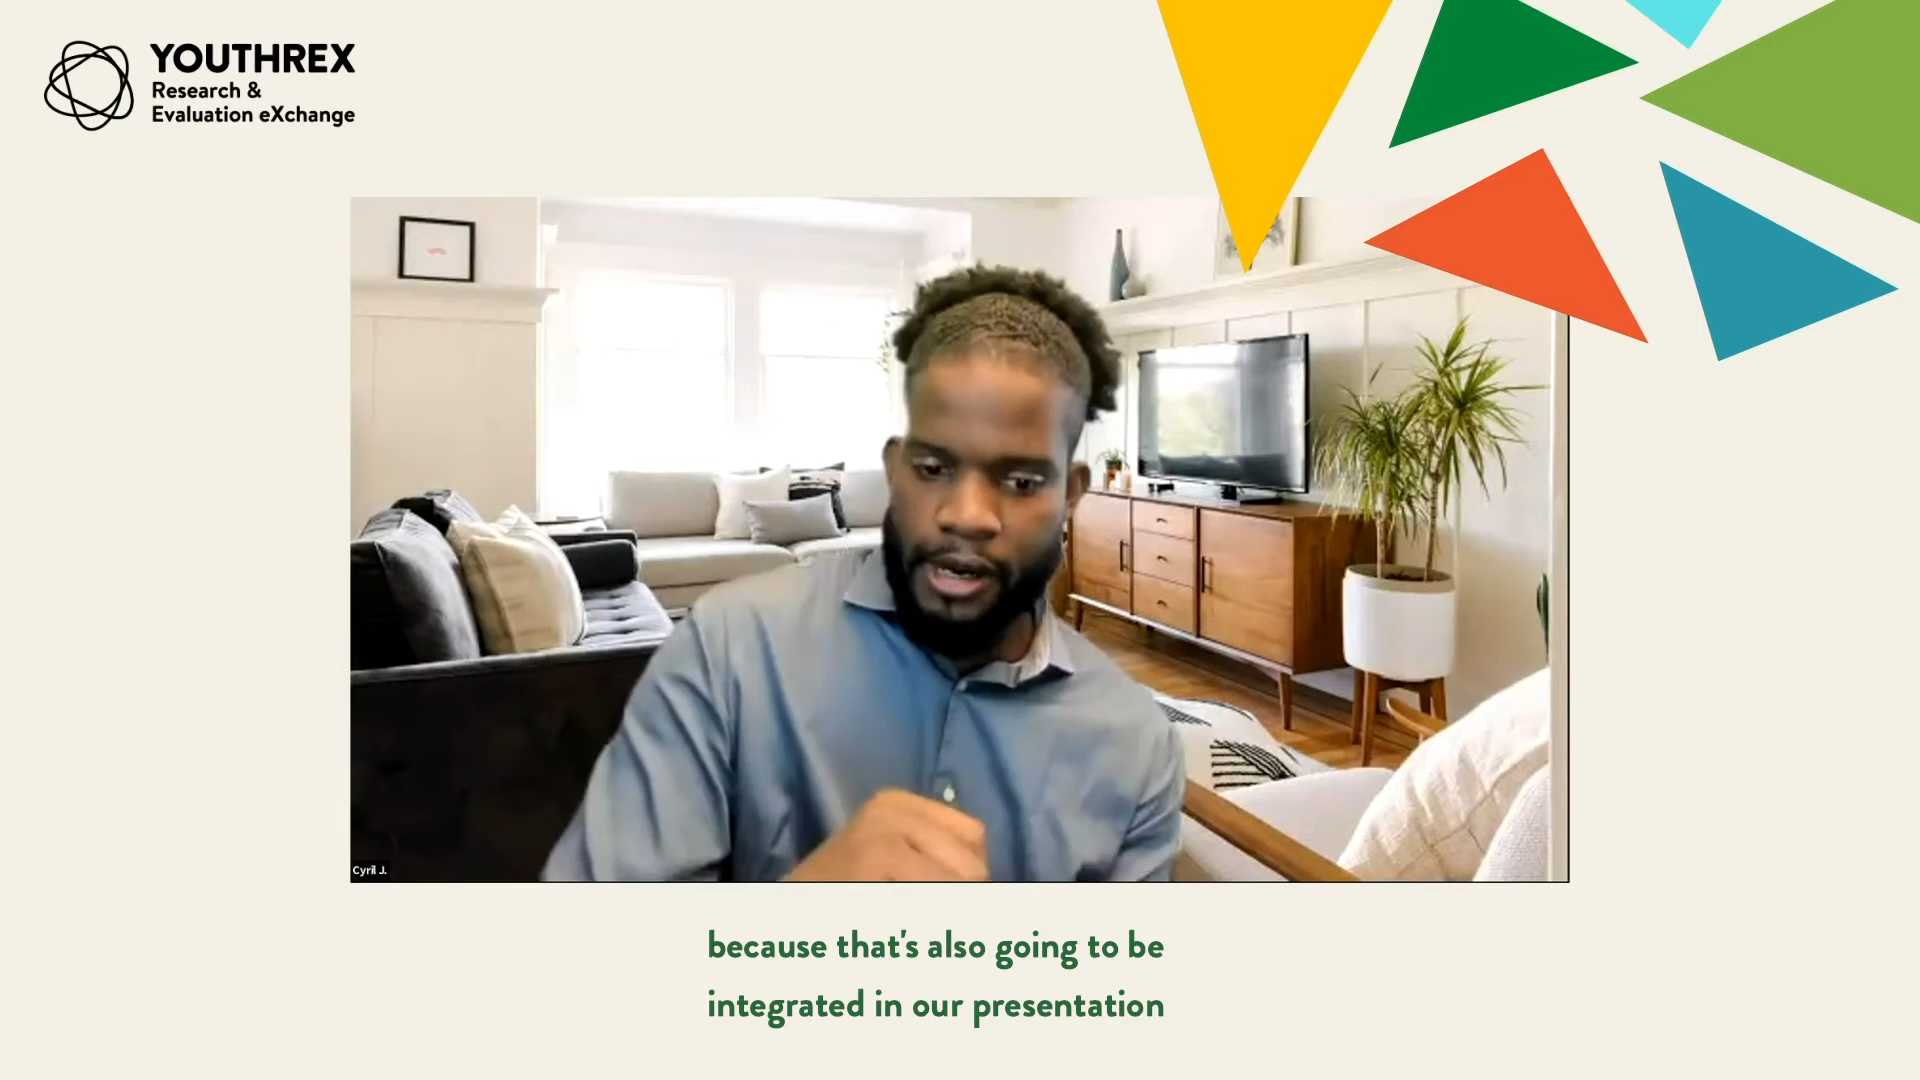 YOUTHREX
Research &
Evaluation eXchange
Cyril J.
because that's also going to be
integrated in our presentation